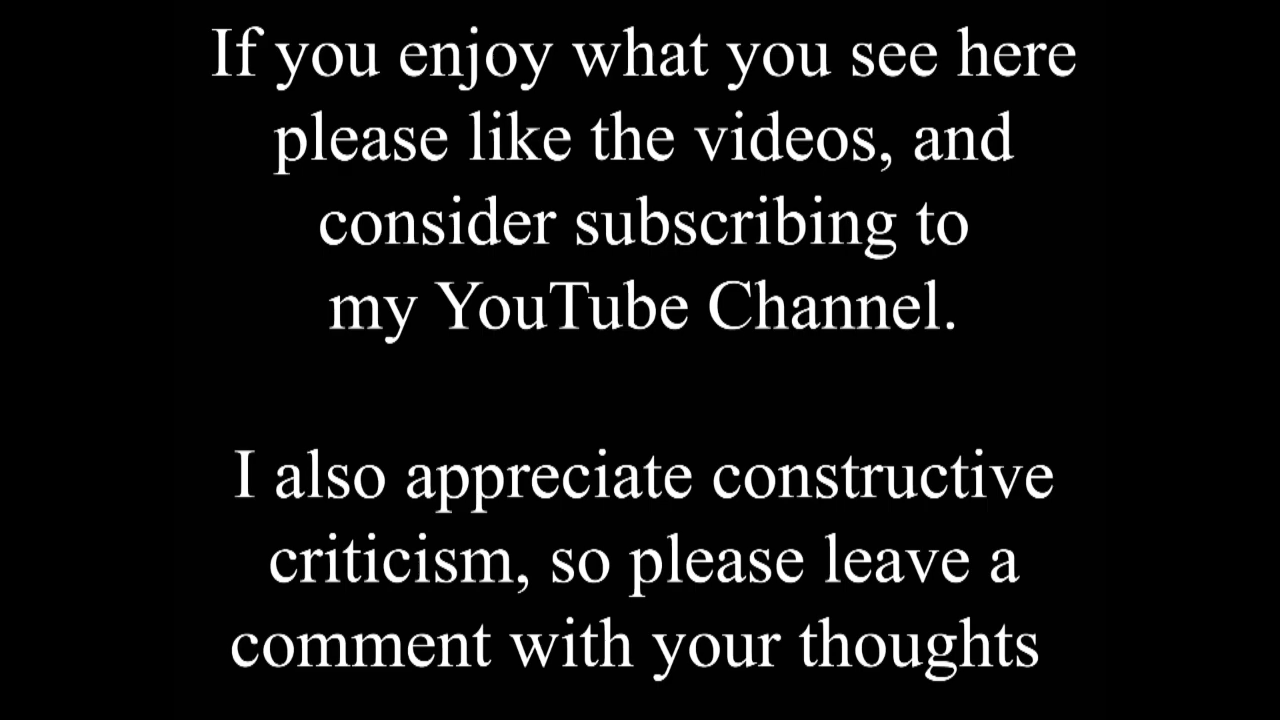 If you enjoy what you see here
please like the videos, and
consider subscribing to
my YouTube Channel.
I also appreciate constructive
criticism, so please leave a
comment with your thoughts